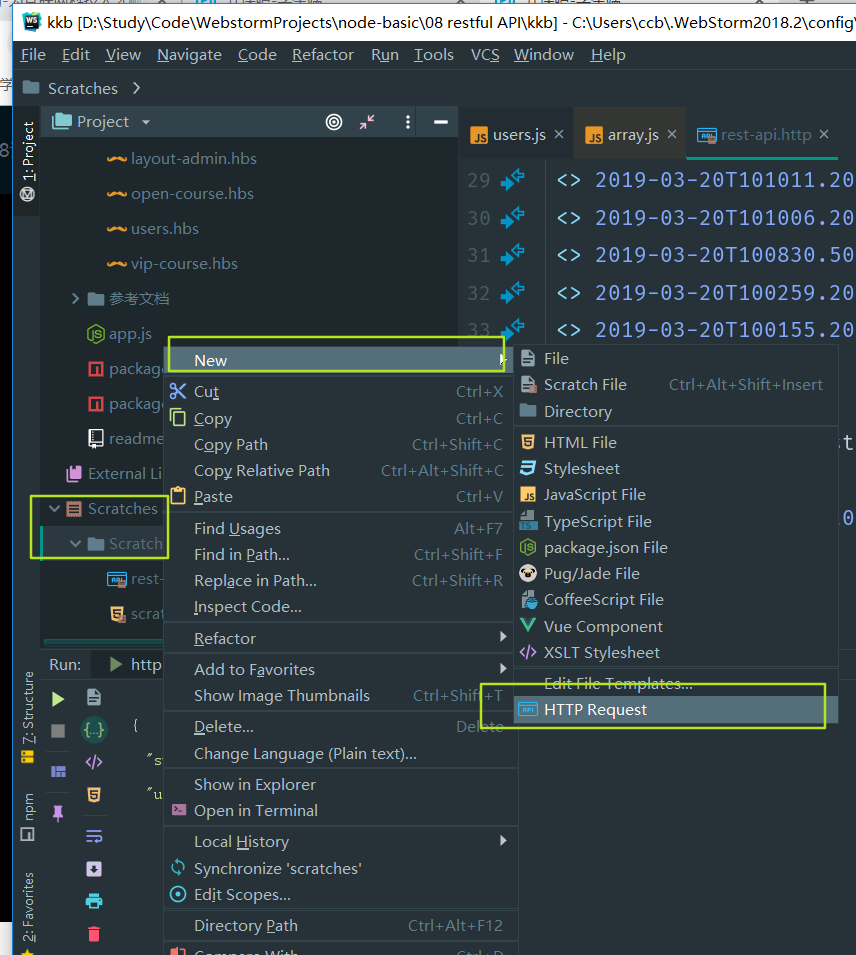 kkb [D:\Study\Code\WebstormProjects\node-basic\08 restful API\kkb] - C:\Users\ccb\.WebStorm2018.2\config\
File Edit View Navigate Code Refactor Run Tools VCS Window Help
Scratches
Project
1: Project
users.js
array.js
rest-api.http
layout-admin.hbs
open-course.hbs
users.hbs
vip-course.hbs
参考文档
app.js
packag
packag
readme
External Li
Scratches
Scratch
rest-
scrat
29 <> 2019-03-20T101011.20
30 <> 2019-03-20T101006.20
31 <> 2019-03-20T100830.50
32 <> 2019-03-20T100259.20
33 <> 2019-03-20T100155.20
New
Cut Ctrl+X
Copy Ctrl+C
Copy Path Ctrl+Shift+C
Copy Relative Path Ctrl+Alt+Shift+C
Paste Ctrl+V
Find Usages Alt+F7
Find in Path... Ctrl+Shift+F
Replace in Path... Ctrl+Shift+R
Inspect Code...
Refactor
Add to Favorites
Show Image Thumbnails Ctrl+Shift+T
Delete... Delete
Change Language (Plain text)...
Show in Explorer
Open in Terminal
Local History
Synchronize 'scratches'
Edit Scopes...
Directory Path Ctrl+Alt+F12
Compare With... Ctrl+D
File
Scratch File Ctrl+Alt+Shift+Insert
Directory
HTML File
Stylesheet
JavaScript File
TypeScript File
package.json File
Pug/Jade File
CoffeeScript File
Vue Component
XSLT Stylesheet
Edit File Templates...
HTTP Request
Run: http
{
"s
"u
7: Structure
npm
2: Favorites